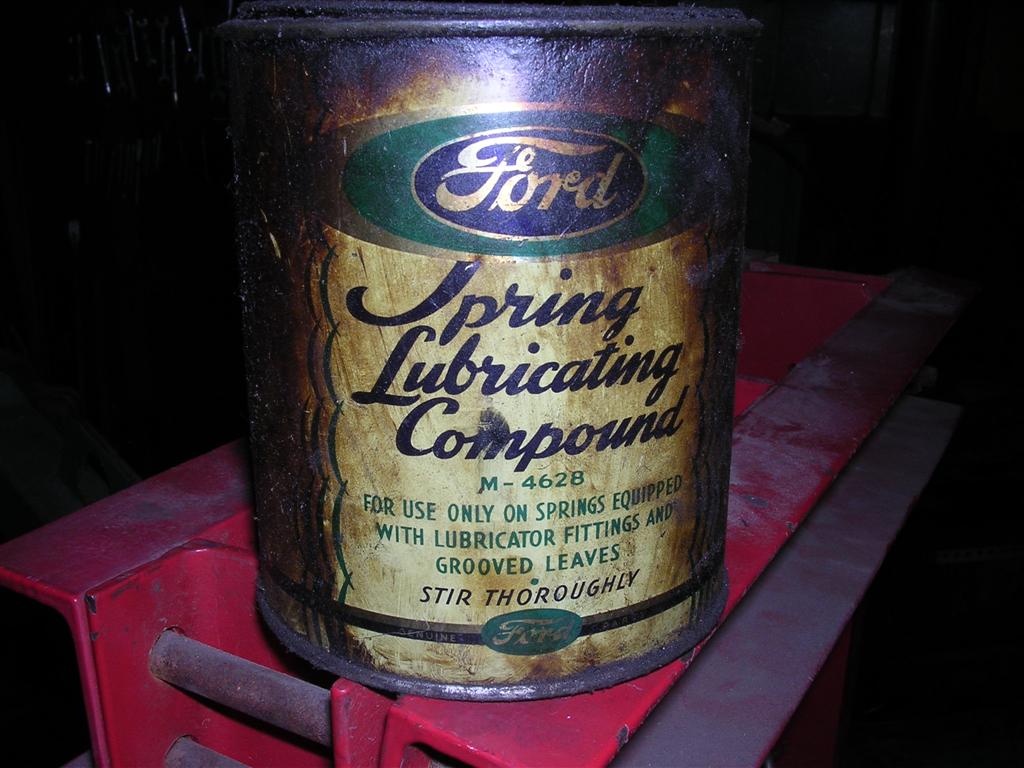 Ford
Spring
Lubricating
Compound
M-4628
FOR USE ONLY ON SPRINGS EQUIPPED
WITH LUBRICATOR FITTINGS AND
GROOVED LEAVES
STIR THOROUGHLY
GENUINE Ford PARTS